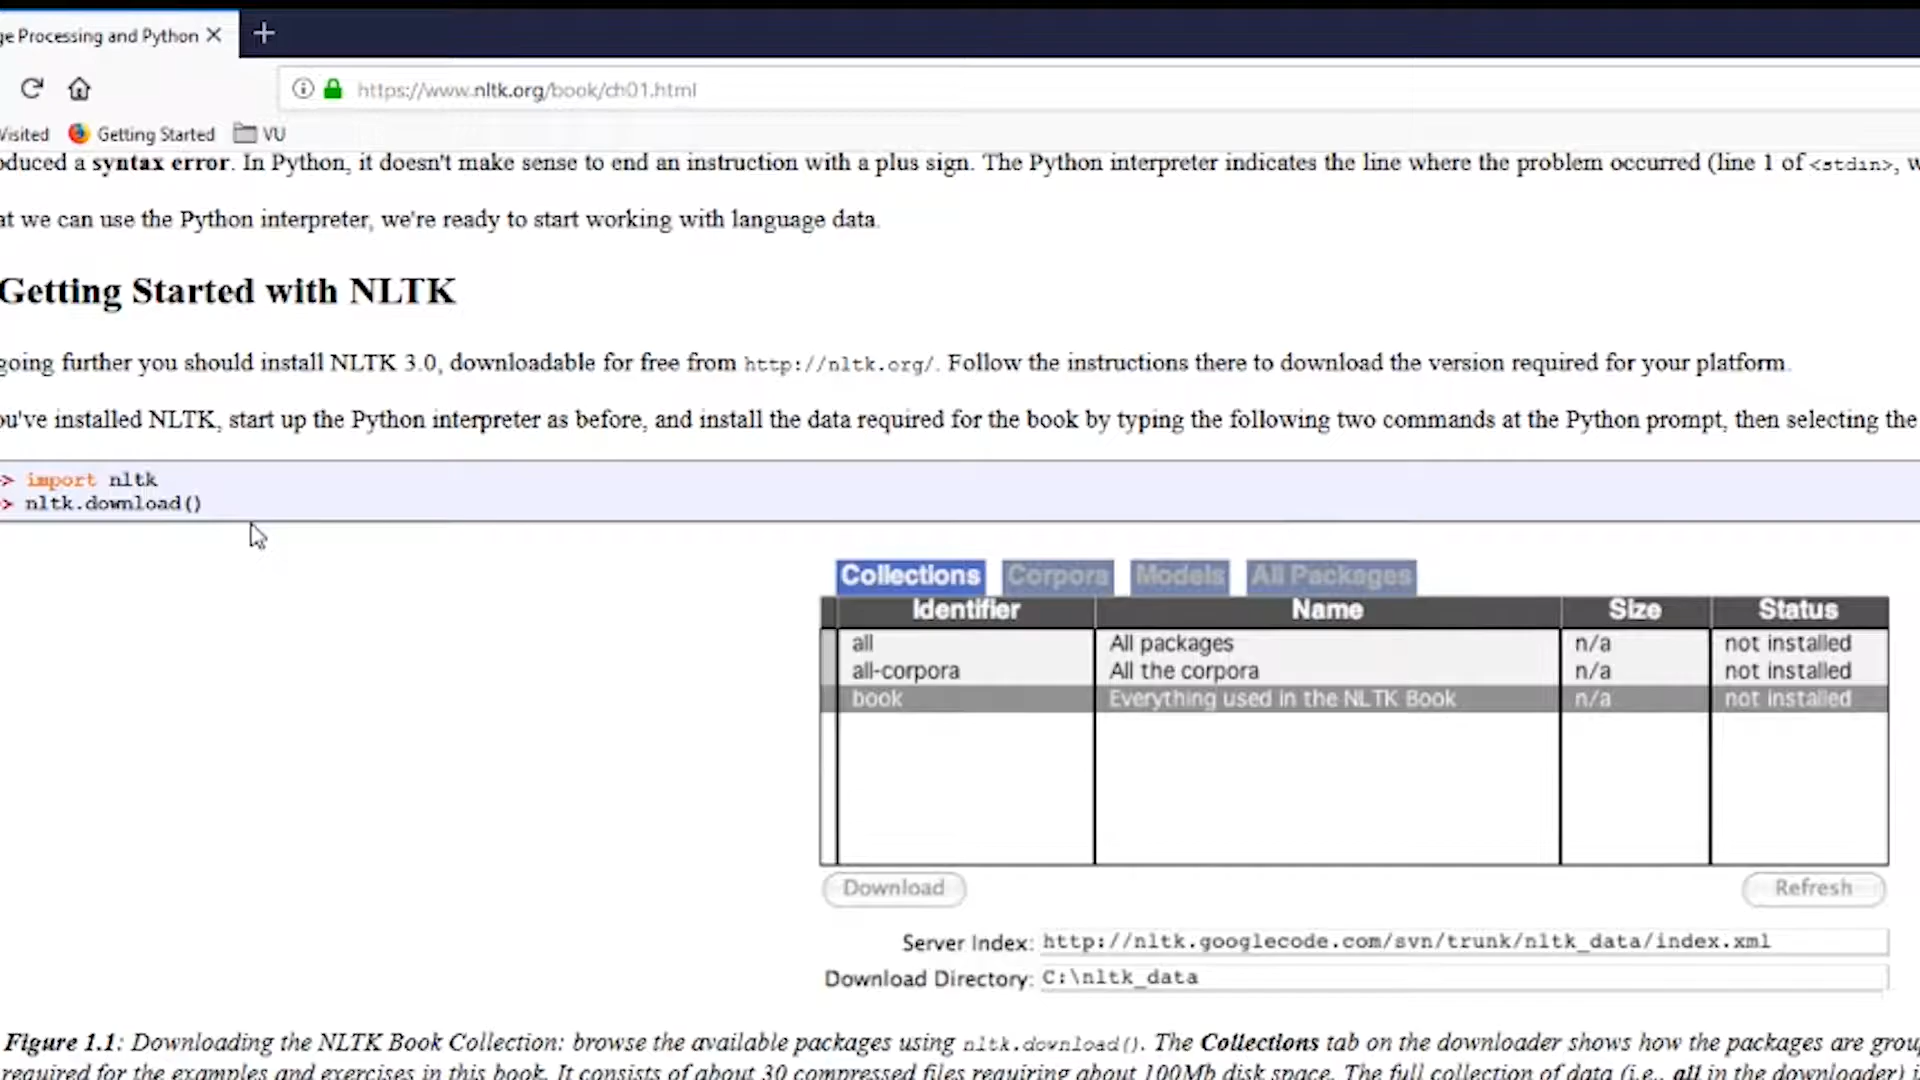 ge Processing and Python
https://www.nltk.org/book/ch01.html
Visited Getting Started VU
oduced a syntax error. In Python, it doesn't make sense to end an instruction with a plus sign. The Python interpreter indicates the line where the problem occurred (line 1 of <stdin>, w
at we can use the Python interpreter, we're ready to start working with language data.
Getting Started with NLTK
going further you should install NLTK 3.0, downloadable for free from http://nltk.org/. Follow the instructions there to download the version required for your platform.
ou've installed NLTK, start up the Python interpreter as before, and install the data required for the book by typing the following two commands at the Python prompt, then selecting the
> import nltk
> nltk.download()
Collections Corpora Models All Packages
Identifier Name Size Status
all All packages n/a not installed
all-corpora All the corpora n/a not installed
book Everything used in the NLTK Book n/a not installed
Download Refresh
Server Index: http://nltk.googlecode.com/svn/trunk/nltk_data/index.xml
Download Directory: C:\nltk_data
Figure 1.1: Downloading the NLTK Book Collection: browse the available packages using nltk.download(). The Collections tab on the downloader shows how the packages are grou
required for the examples and exercises in this book. It consists of about 30 compressed files requiring about 100Mb disk space. The full collection of data (i.e., all in the downloader) i